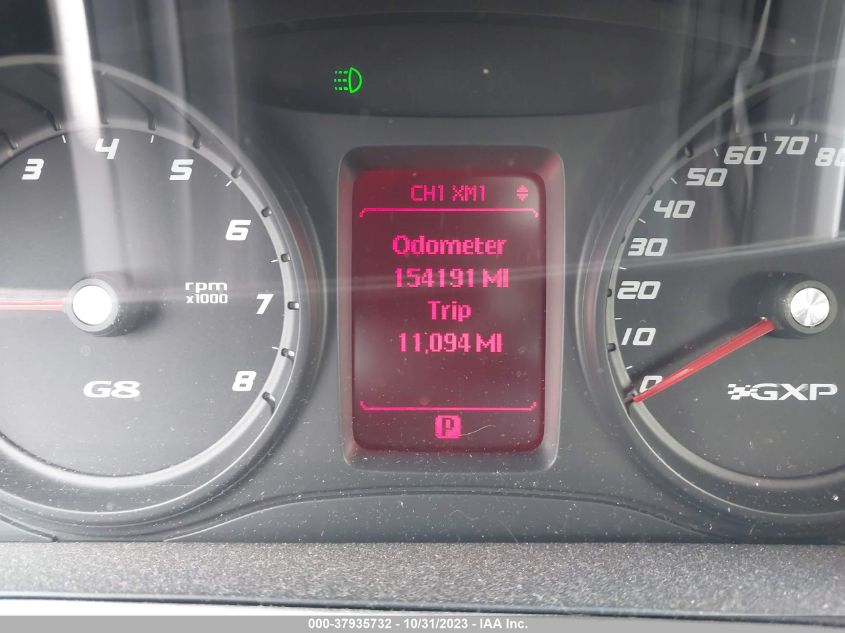 3 4 5 6 7 8
rpm
x1000
G8
CH1 XM1
Odometer
154191 MI
Trip
11,094 MI
P
0 10 20 30 40 50 60 70 80
GXP
000-37935732 - 10/31/2023 - IAA Inc.